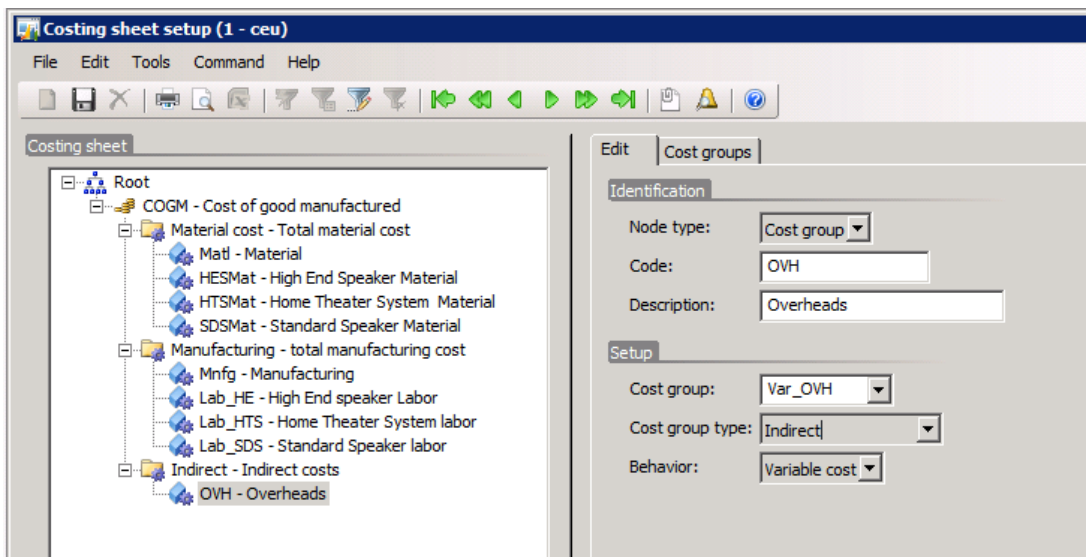 Costing sheet setup (1 - ceu)
File Edit Tools Command Help
Costing sheet
Root
COGM - Cost of good manufactured
Material cost - Total material cost
Matl - Material
HESMat - High End Speaker Material
HTSMat - Home Theater System  Material
SDSMat - Standard Speaker Material
Manufacturing - total manufacturing cost
Mnfg - Manufacturing
Lab_HE - High End speaker Labor
Lab_HTS - Home Theater System labor
Lab_SDS - Standard Speaker labor
Indirect - Indirect costs
OVH - Overheads
Edit Cost groups
Identification
Node type: Cost group
Code: OVH
Description: Overheads
Setup
Cost group: Var_OVH
Cost group type: Indirect
Behavior: Variable cost